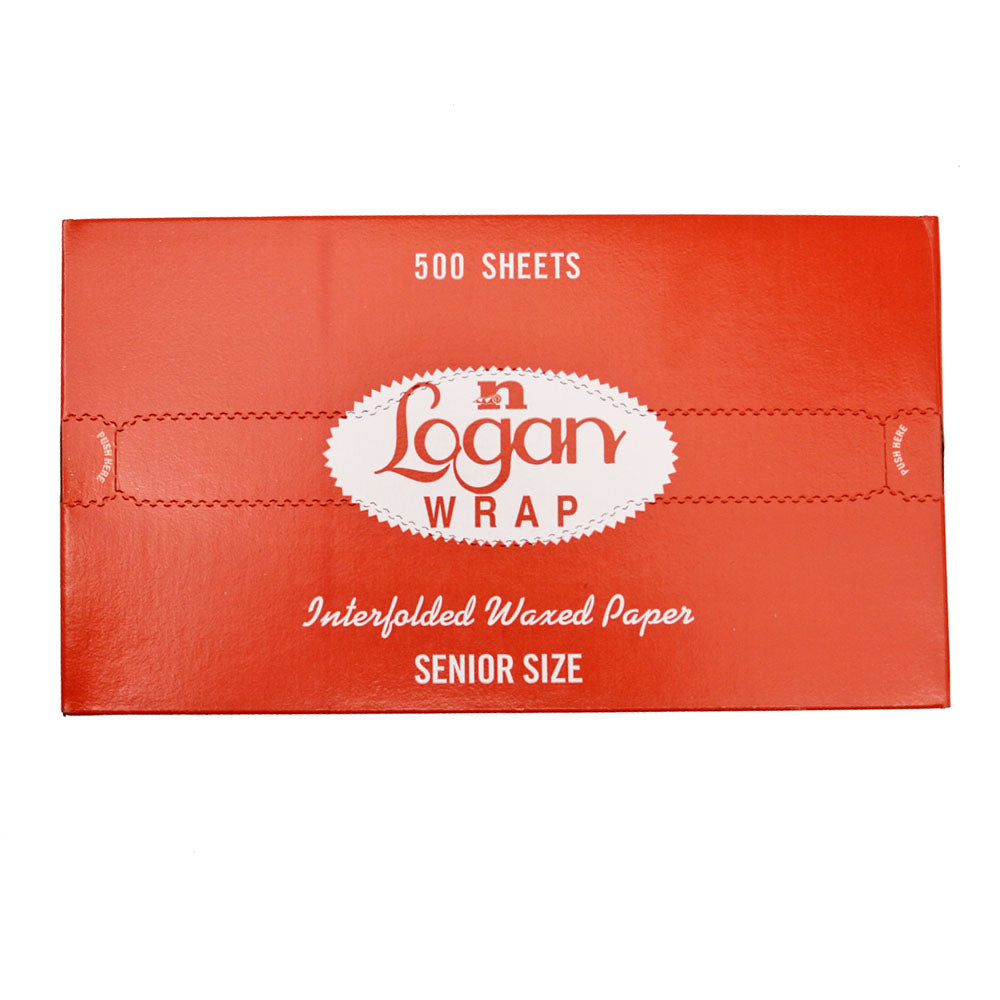 500 SHEETS
n
Logan
WRAP
PUSH HERE
PUSH HERE
Interfolded Waxed Paper
SENIOR SIZE